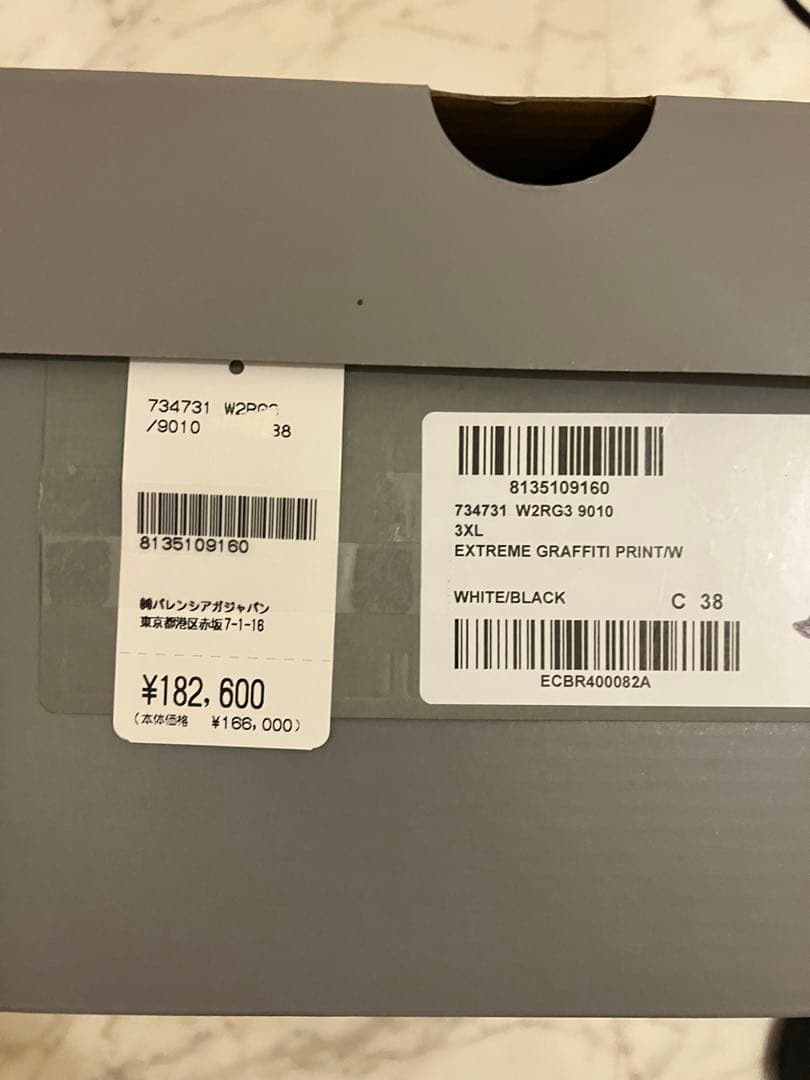 734731
/9010 38
8135109160
㈱バレンシアガジャパン
東京都港区赤坂7-1-16
¥182,600
(本体価格 ¥166,000)
8135109160
734731 W2RG3 9010
3XL
EXTREME GRAFFITI PRINT/W
WHITE/BLACK C 38
ECBR400082A